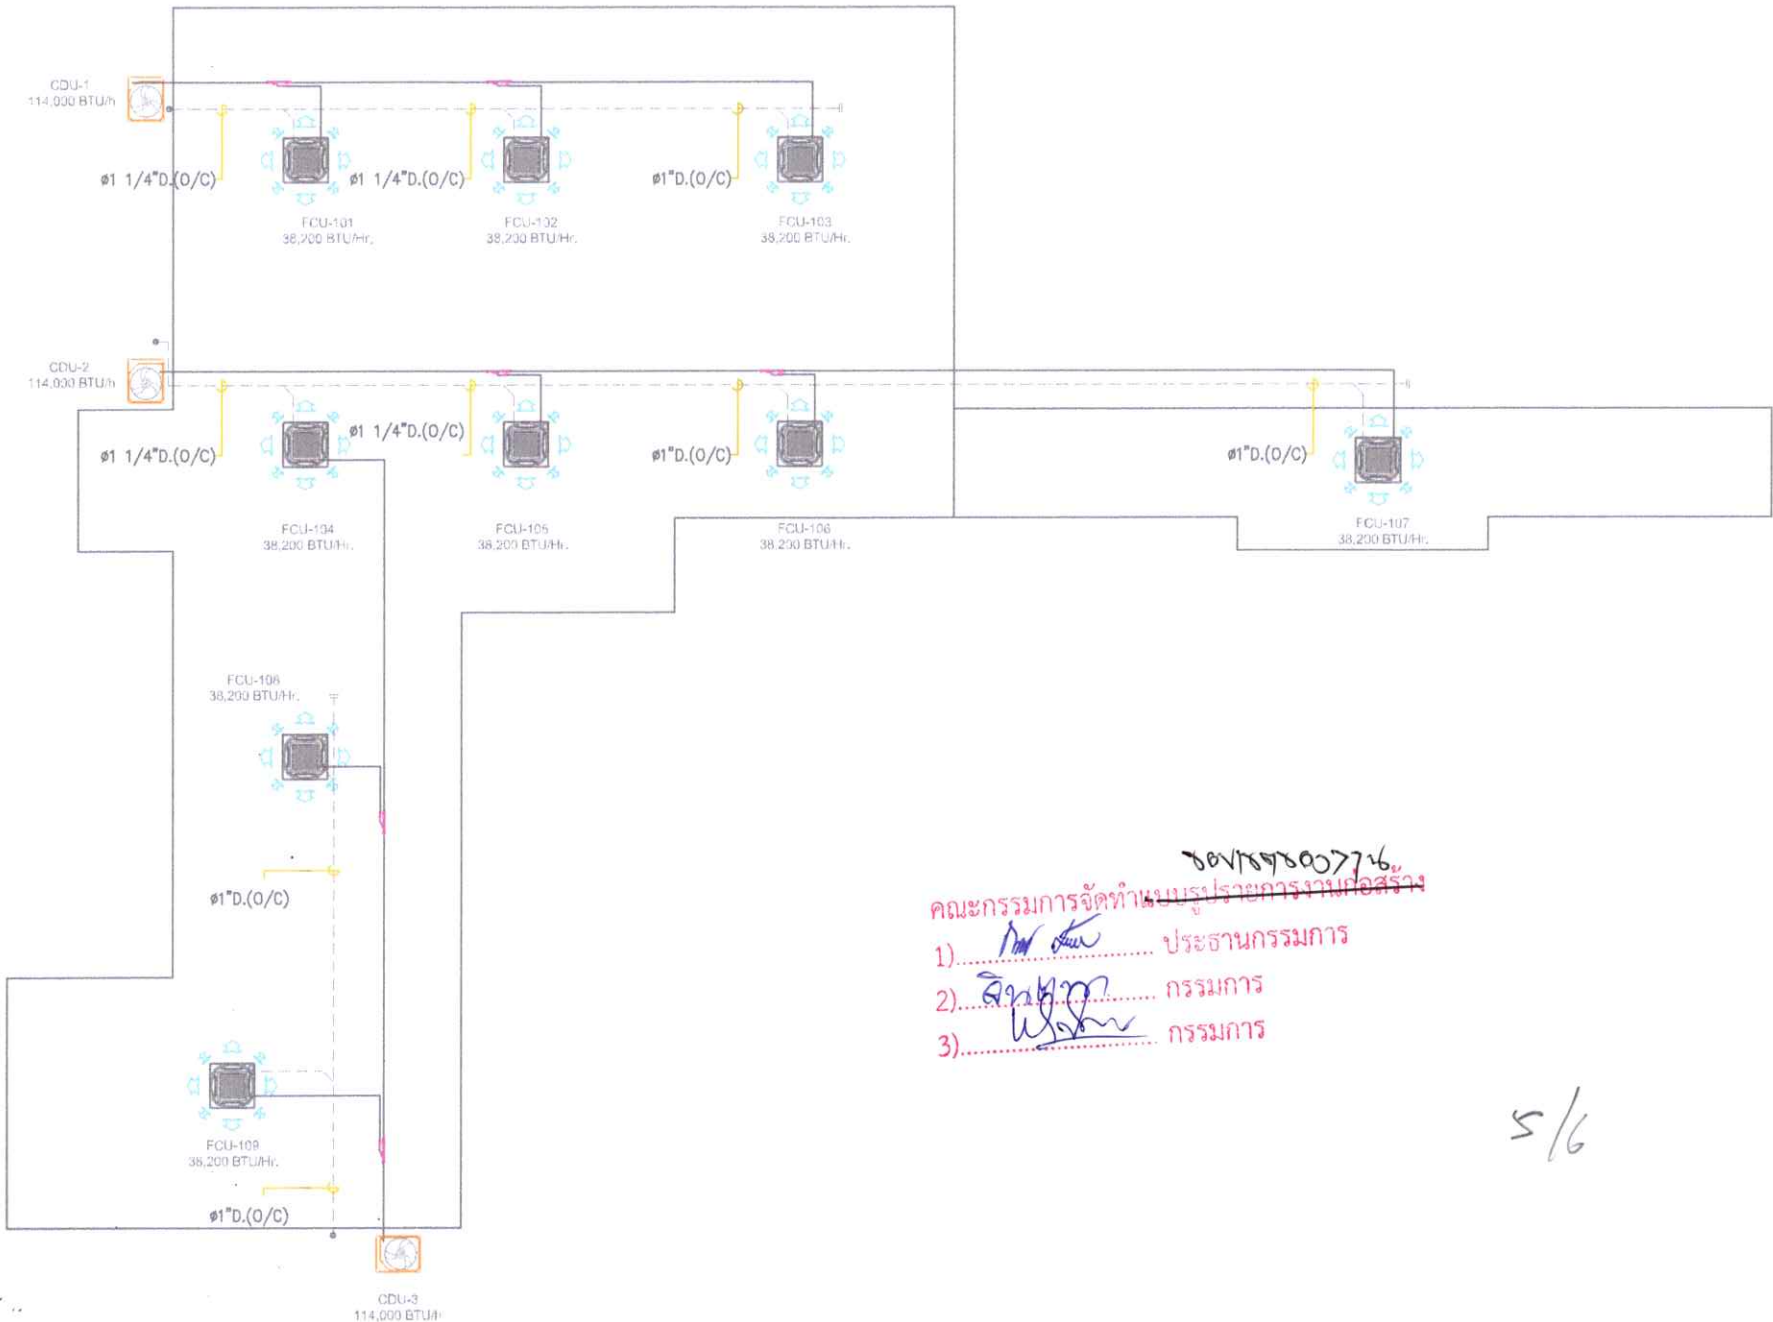 CDU-1
114,000 BTU/h
ø1 1/4"D.(O/C)
ø1 1/4"D.(O/C)
ø1"D.(O/C)
FCU-101
38,200 BTU/Hr.
FCU-102
38,200 BTU/Hr.
FCU-103
38,200 BTU/Hr.
CDU-2
114,000 BTU/h
ø1 1/4"D.(O/C)
ø1 1/4"D.(O/C)
ø1"D.(O/C)
ø1"D.(O/C)
FCU-104
38,200 BTU/Hr.
FCU-105
38,200 BTU/Hr.
FCU-106
38,200 BTU/Hr.
FCU-107
38,200 BTU/Hr.
FCU-108
38,200 BTU/Hr.
ø1"D.(O/C)
คณะกรรมการจัดทำแบบรูปรายการงานก่อสร้าง
1) ประธานกรรมการ
2) กรรมการ
3) กรรมการ
FCU-109
38,200 BTU/Hr.
ø1"D.(O/C)
5/6
CDU-3
114,000 BTU/h